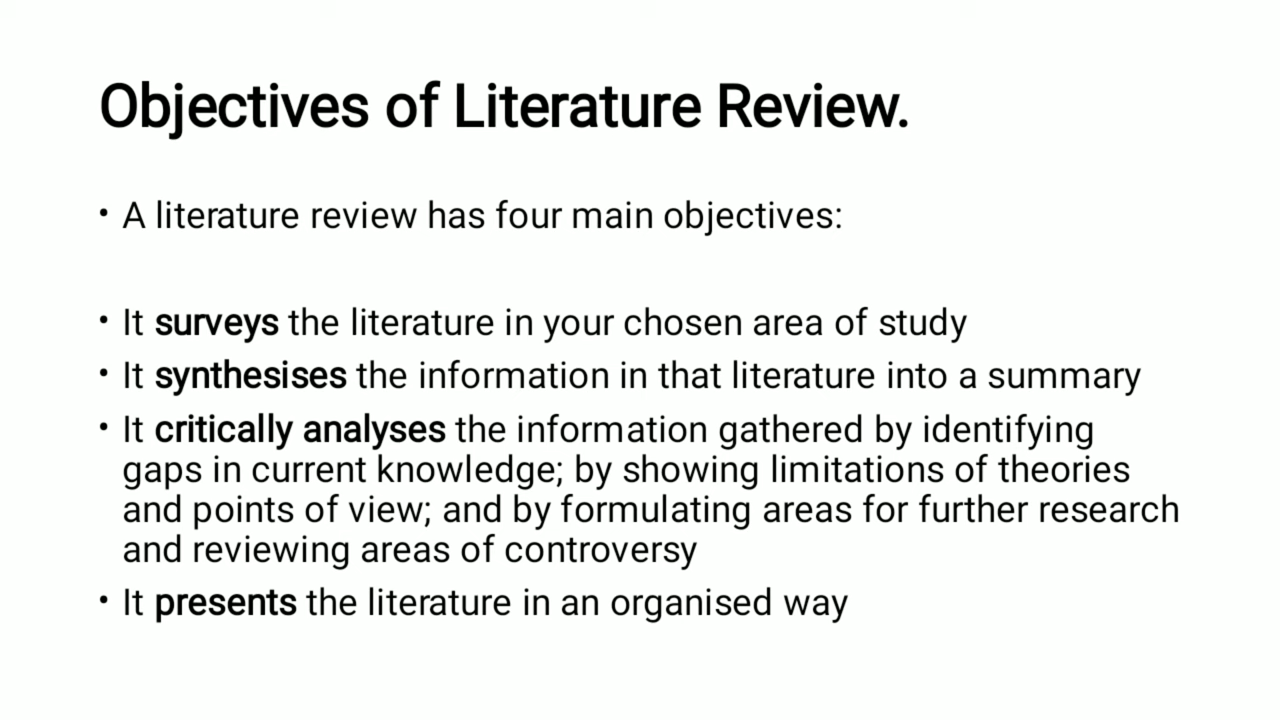 Objectives of Literature Review.
• A literature review has four main objectives:
• It surveys the literature in your chosen area of study
• It synthesises the information in that literature into a summary
• It critically analyses the information gathered by identifying
gaps in current knowledge; by showing limitations of theories
and points of view; and by formulating areas for further research
and reviewing areas of controversy
• It presents the literature in an organised way